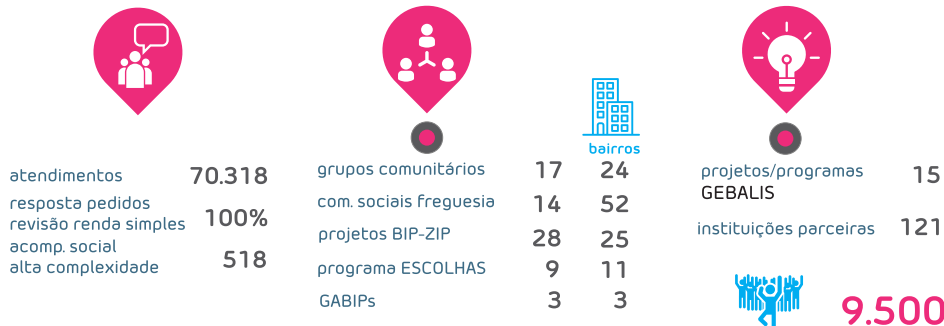 atendimentos 70.318
resposta pedidos
revisão renda simples 100%
acomp. social
alta complexidade 518
bairros
grupos comunitários 17 24
com. sociais freguesia 14 52
projetos BIP-ZIP 28 25
programa ESCOLHAS 9 11
GABIPs 3 3
projetos/programas 15
GEBALIS
instituições parceiras 121
9.500